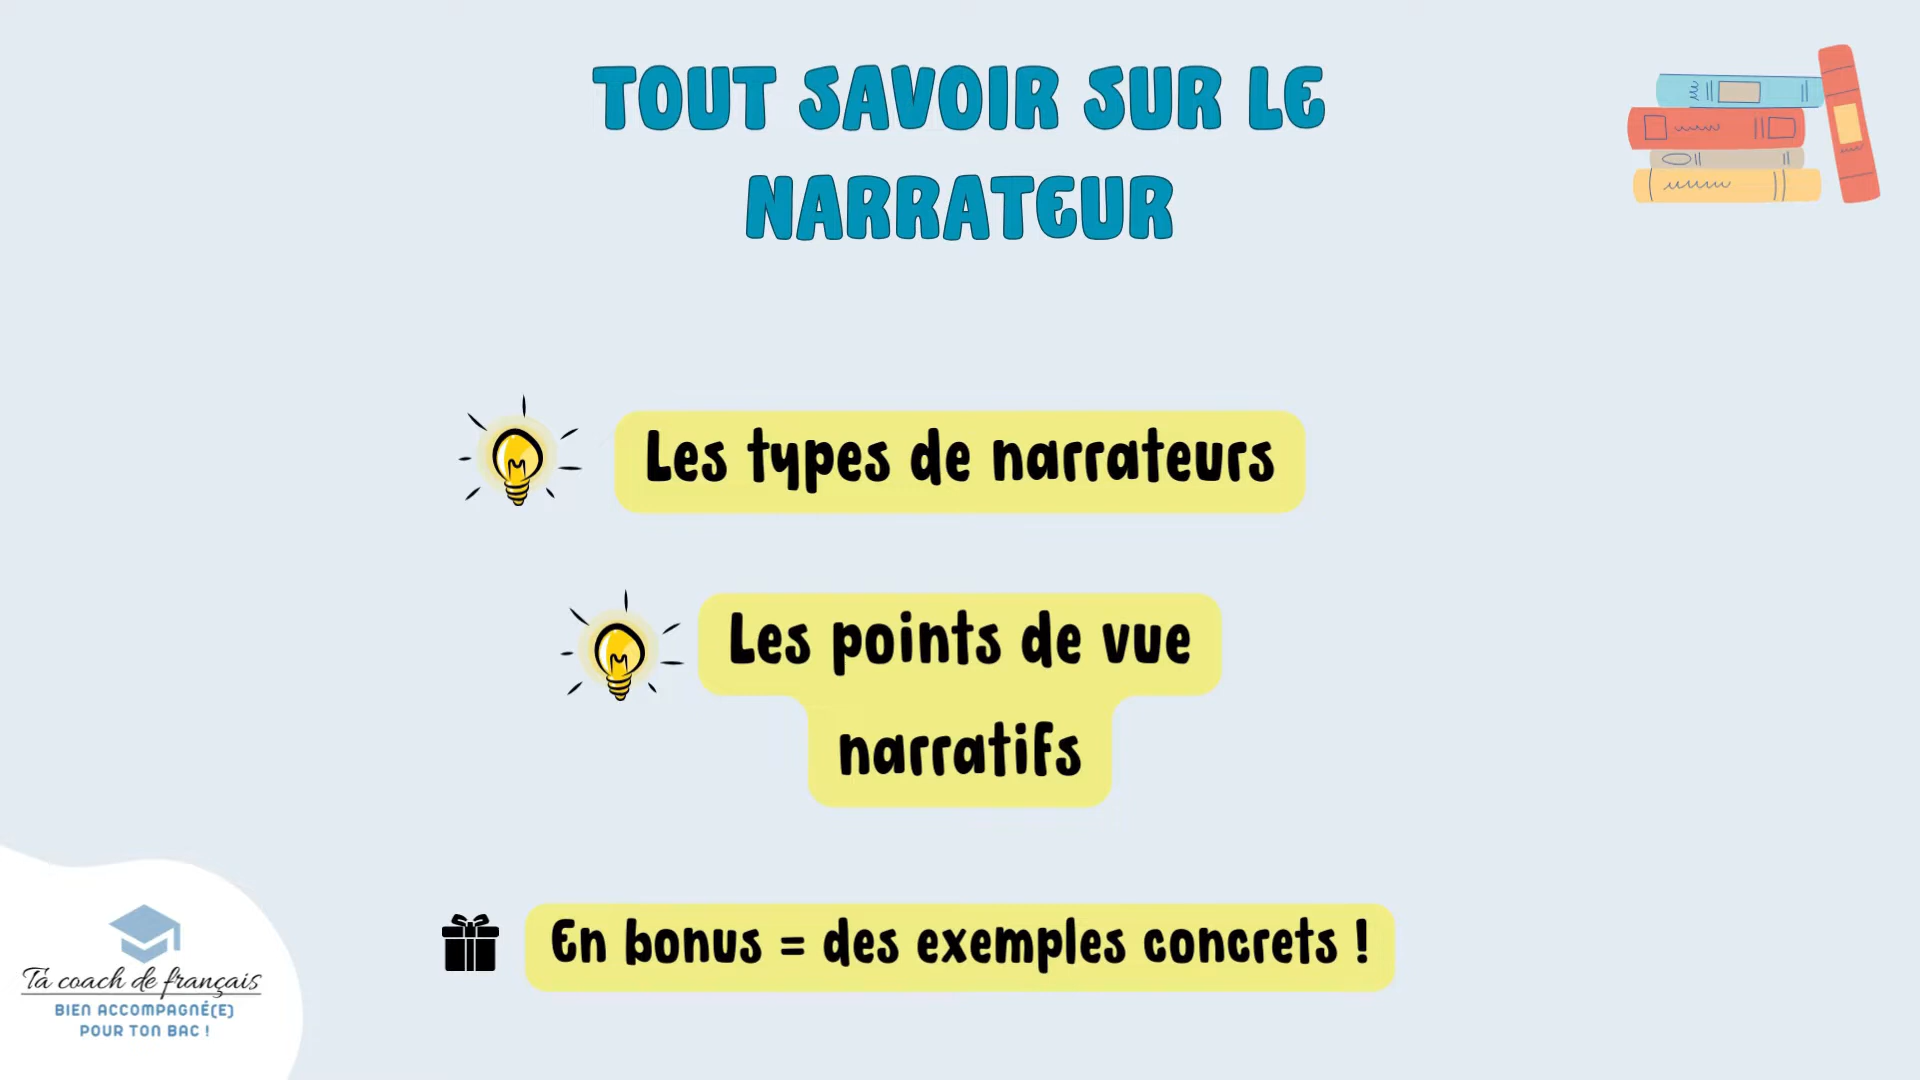 TOUT SAVOIR SUR LE
NARRATEUR
Les types de narrateurs
Les points de vue
narratifs
En bonus = des exemples concrets !
Ta coach de français
BIEN ACCOMPAGNÉ(E)
POUR TON BAC !